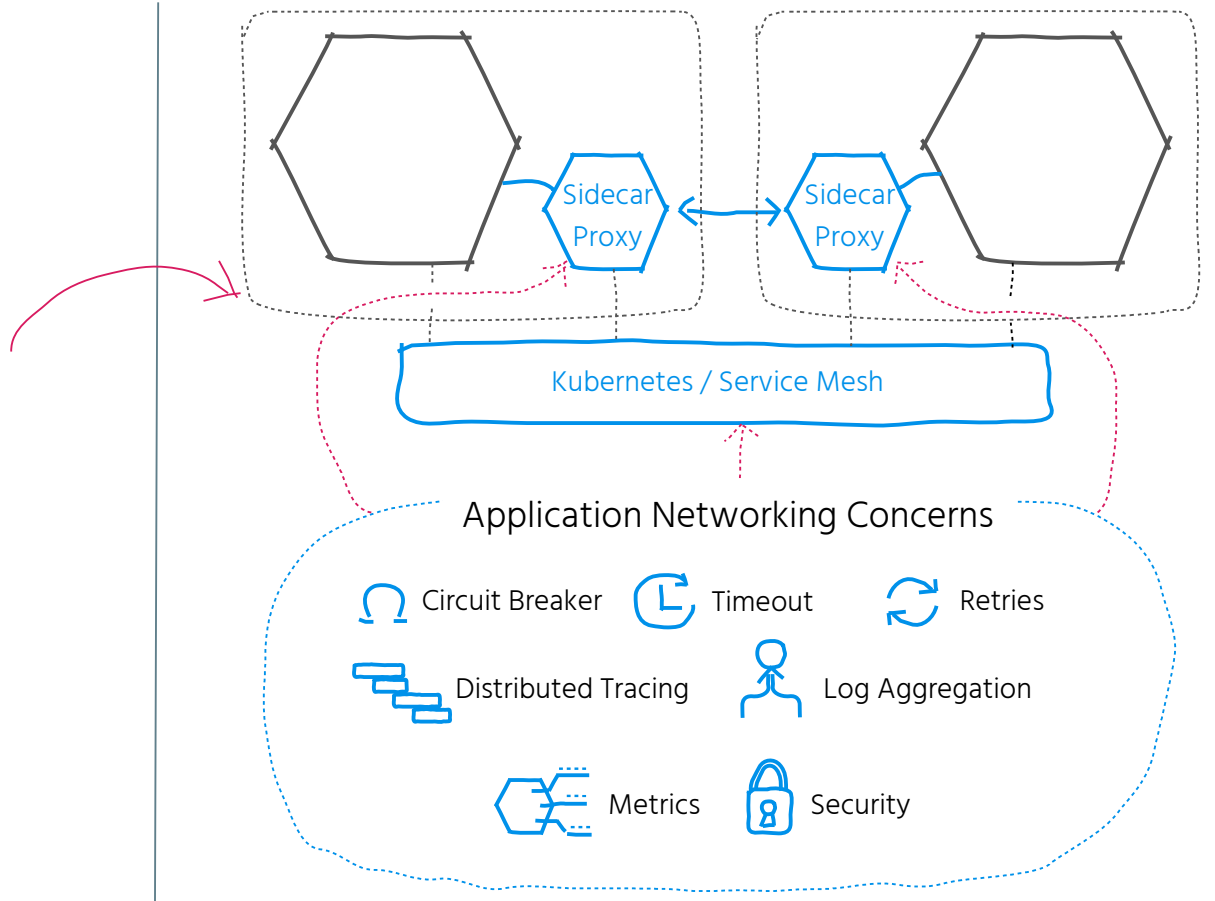 Sidecar
Proxy
Sidecar
Proxy
Kubernetes / Service Mesh
Application Networking Concerns
Circuit Breaker
Timeout
Retries
Distributed Tracing
Log Aggregation
Metrics
Security